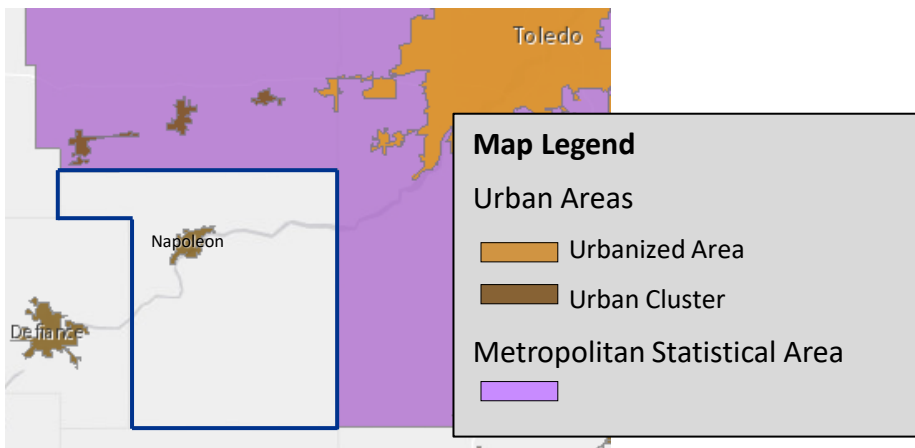 Toledo
Map Legend
Urban Areas
Napoleon
Urbanized Area
Urban Cluster
Defiance
Metropolitan Statistical Area